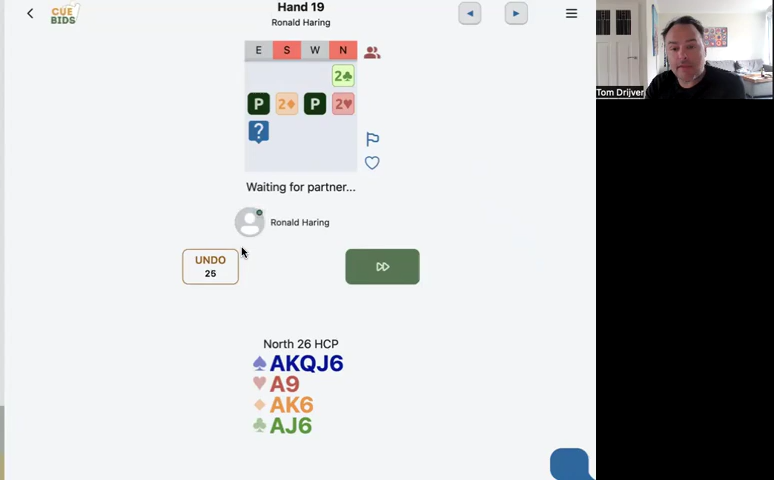 CUE
BIDS
Hand 19
Ronald Haring
E S W N
2♣
P 2♦ P 2♥
?
Waiting for partner...
Ronald Haring
UNDO
25
North 26 HCP
♠AKQJ6
♥A9
♦AK6
♣AJ6
Tom Drijver